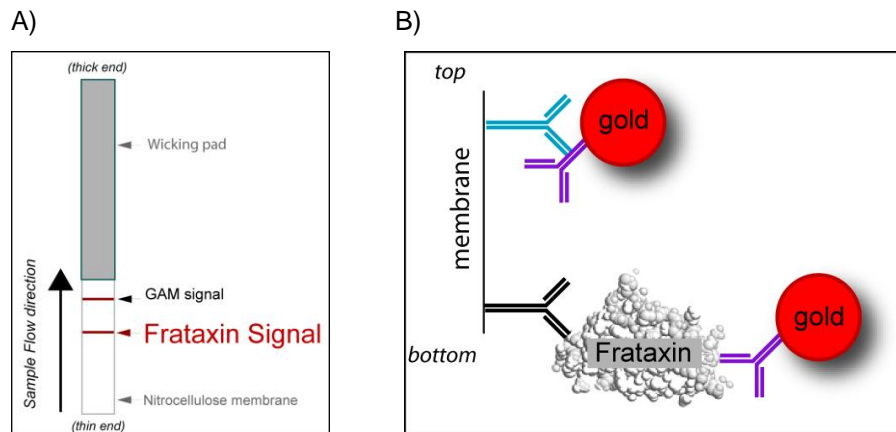 A)
(thick end)
Wicking pad
GAM signal
Frataxin Signal
Nitrocellulose membrane
(thin end)
Sample Flow direction
B)
top
gold
membrane
gold
bottom
Frataxin